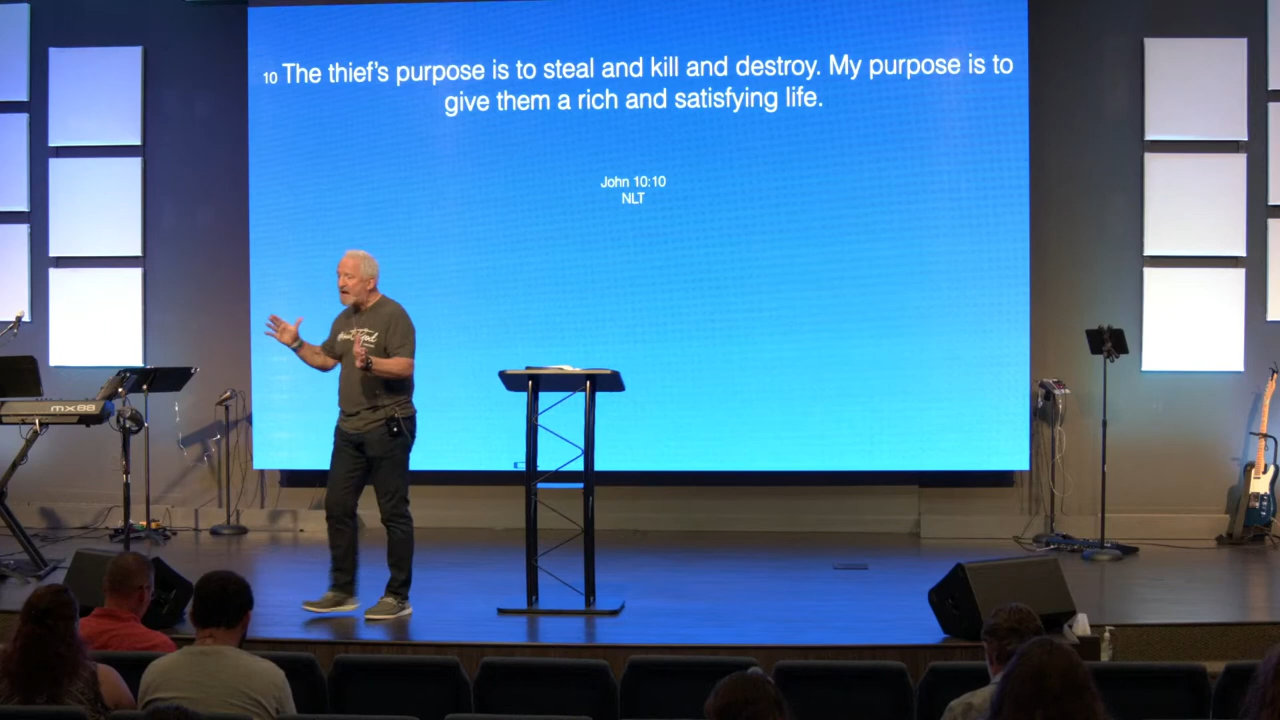 10 The thief's purpose is to steal and kill and destroy. My purpose is to
give them a rich and satisfying life.
John 10:10
NLT
mx88